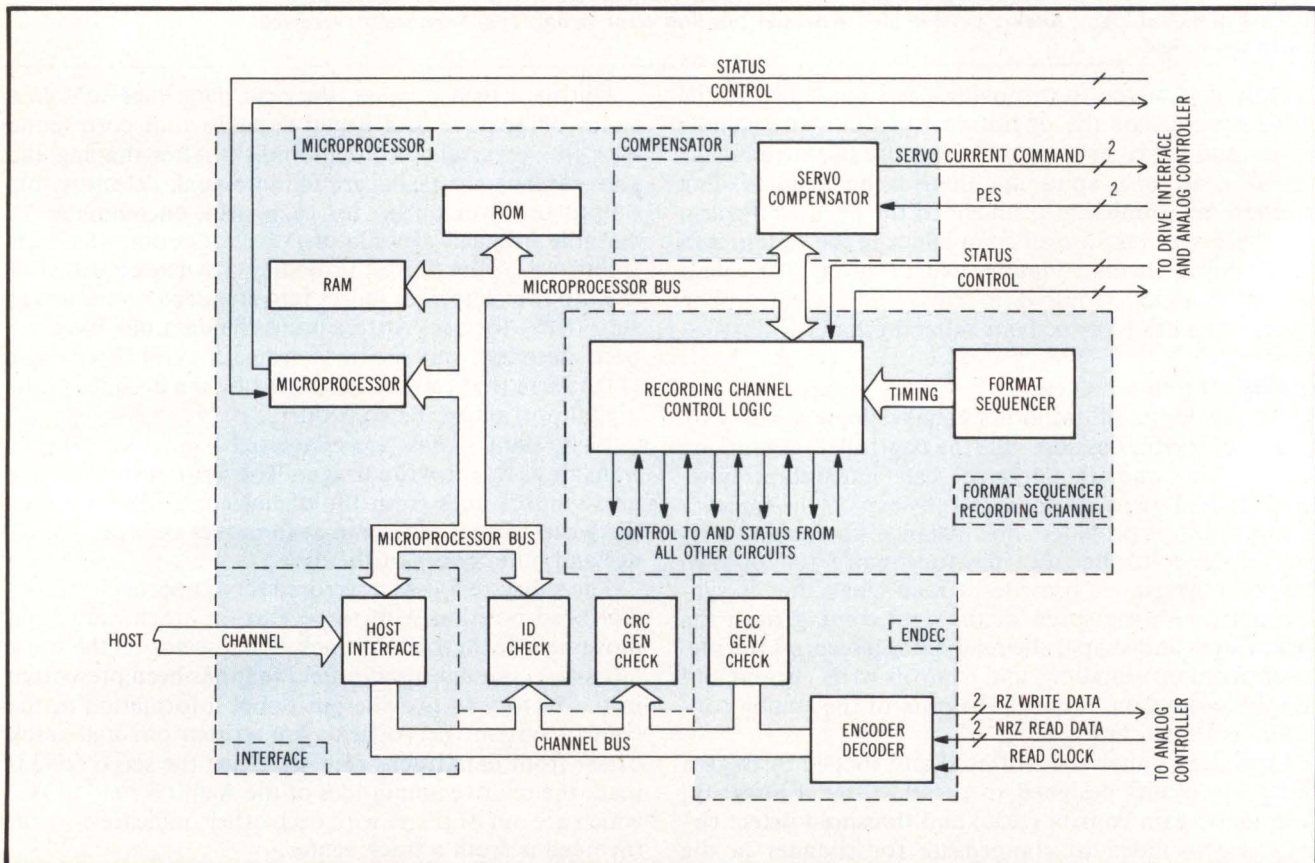 STATUS
CONTROL
2
MICROPROCESSOR
COMPENSATOR
SERVO
COMPENSATOR
SERVO CURRENT COMMAND
2
PES
2
ROM
STATUS
CONTROL
2
TO DRIVE INTERFACE
AND ANALOG CONTROLLER
RAM
MICROPROCESSOR BUS
MICROPROCESSOR
RECORDING CHANNEL
CONTROL LOGIC
TIMING
FORMAT
SEQUENCER
FORMAT SEQUENCER
RECORDING CHANNEL
CONTROL TO AND STATUS FROM
ALL OTHER CIRCUITS
MICROPROCESSOR BUS
HOST
CHANNEL
HOST
INTERFACE
ID
CHECK
CRC
GEN
CHECK
ECC
GEN/
CHECK
ENDEC
CHANNEL BUS
INTERFACE
ENCODER
DECODER
2
RZ WRITE DATA
2
NRZ READ DATA
READ CLOCK
TO ANALOG
CONTROLLER